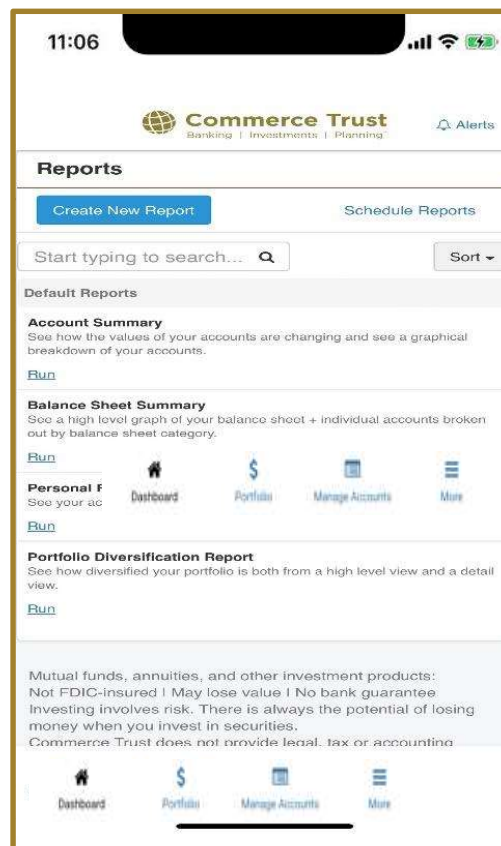 11:06
Commerce Trust
Banking | Investments | Planning
Alerts
Reports
Create New Report
Schedule Reports
Start typing to search...
Sort
Default Reports
Account Summary
See how the values of your accounts are changing and see a graphical
breakdown of your accounts.
Run
Balance Sheet Summary
See a high level graph of your balance sheet + individual accounts broken
out by balance sheet category.
Run
Personal
See your
Run
Dashboard
Portfolio
Manage Accounts
More
Portfolio Diversification Report
See how diversified your portfolio is both from a high level view and a detail
view.
Run
Mutual funds, annuities, and other investment products:
Not FDIC-insured | May lose value | No bank guarantee
Investing involves risk. There is always the potential of losing
money when you invest in securities.
Commerce Trust does not provide legal, tax or accounting
Dashboard
Portfolio
Manage Accounts
More